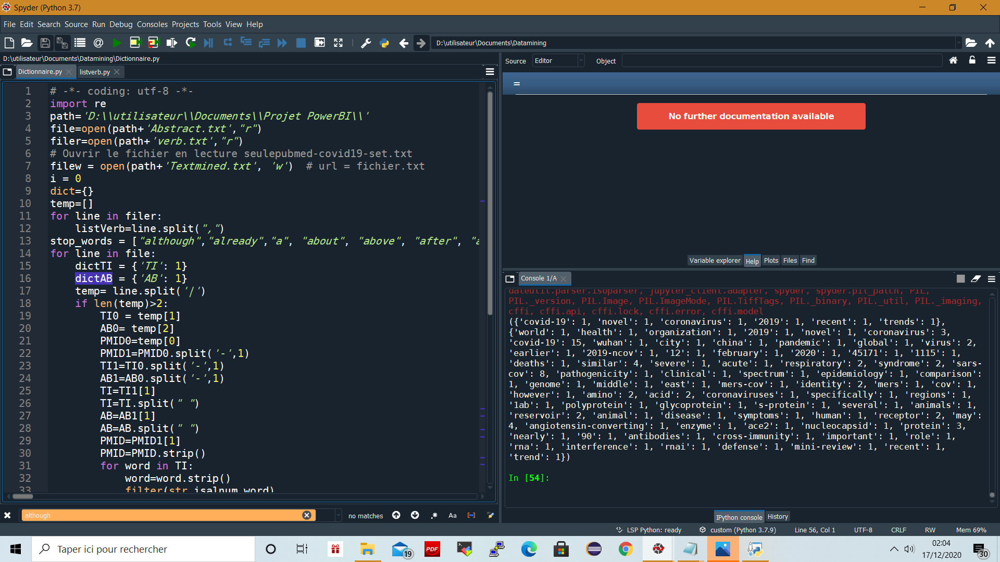 Spyder (Python 3.7)
File Edit Search Source Run Debug Consoles Projects Tools View Help
D:\utilisateur\Documents\Datamining
D:\utilisateur\Documents\Datamining\Dictionnaire.py
Dictionnaire.py
listverb.py
1 # -*- coding: utf-8 -*-
2 import re
3 path='D:\\utilisateur\\Documents\\Projet PowerBI\\'
4 file=open(path+'Abstract.txt',"r")
5 filer=open(path+'verb.txt',"r")
6 # Ouvrir le fichier en lecture seulepubmed-covid19-set.txt
7 filew = open(path+'Textmined.txt', 'w')  # url = fichier.txt
8 i = 0
9 dict={}
10 temp=[]
11 for line in filer:
12     listVerb=line.split(",")
13 stop_words = ["although","already","a", "about", "above", "after", "a
14 for line in file:
15     dictTI = {'TI': 1}
16     dictAB = {'AB': 1}
17     temp= line.split('|')
18     if len(temp)>2:
19         TI0 = temp[1]
20         AB0= temp[2]
21         PMID0=temp[0]
22         PMID1=PMID0.split('-',1)
23         TI1=TI0.split('-',1)
24         AB1=AB0.split('-',1)
25         TI=TI1[1]
26         TI=TI.split(" ")
27         AB=AB1[1]
28         AB=AB.split(" ")
29         PMID=PMID1[1]
30         PMID=PMID.strip()
31         for word in TI:
32             word=word.strip()
33             filter(str.isalnum,word)
although
no matches
Aa
Source Editor Object
=
No further documentation available
Variable explorer Help Plots Files Find
Console 1/A
dateutil.parser.isoparser, jupyter_client.adapter, spyder, spyder.pil_patch, PIL,
PIL._version, PIL.Image, PIL.ImageMode, PIL.TiffTags, PIL._binary, PIL._util, PIL._imaging,
cffi, cffi.api, cffi.lock, cffi.error, cffi.model
({'covid-19': 1, 'novel': 1, 'coronavirus': 1, '2019': 1, 'recent': 1, 'trends': 1},
{'world': 1, 'health': 1, 'organization': 1, '2019': 1, 'novel': 1, 'coronavirus': 3,
'covid-19': 15, 'wuhan': 1, 'city': 1, 'china': 1, 'pandemic': 1, 'global': 1, 'virus': 2,
'earlier': 1, '2019-ncov': 1, '12': 1, 'february': 1, '2020': 1, '45171': 1, '1115': 1,
'deaths': 1, 'similar': 4, 'severe': 1, 'acute': 1, 'respiratory': 2, 'syndrome': 2, 'sars-
cov': 8, 'pathogenicity': 1, 'clinical': 1, 'spectrum': 1, 'epidemiology': 1, 'comparison':
1, 'genome': 1, 'middle': 1, 'east': 1, 'mers-cov': 1, 'identity': 2, 'mers': 1, 'cov': 1,
'however': 1, 'amino': 2, 'acid': 2, 'coronaviruses': 1, 'specifically': 1, 'regions': 1,
'1ab': 1, 'polyprotein': 1, 'glycoprotein': 1, 's-protein': 1, 'several': 1, 'animals': 1,
'reservoir': 2, 'animal': 1, 'disease': 1, 'symptoms': 1, 'human': 1, 'receptor': 2, 'may':
4, 'angiotensin-converting': 1, 'enzyme': 1, 'ace2': 1, 'nucleocapsid': 1, 'protein': 3,
'nearly': 1, '90': 1, 'antibodies': 1, 'cross-immunity': 1, 'important': 1, 'role': 1,
'rna': 1, 'interference': 1, 'rnai': 1, 'defense': 1, 'mini-review': 1, 'recent': 1,
'trend': 1})
In [54]:
IPython console History
LSP Python: ready custom (Python 3.7.9) Line 56, Col 1 UTF-8 CRLF RW Mem 69%
Taper ici pour rechercher
19
PDF
02:04
17/12/2020
30